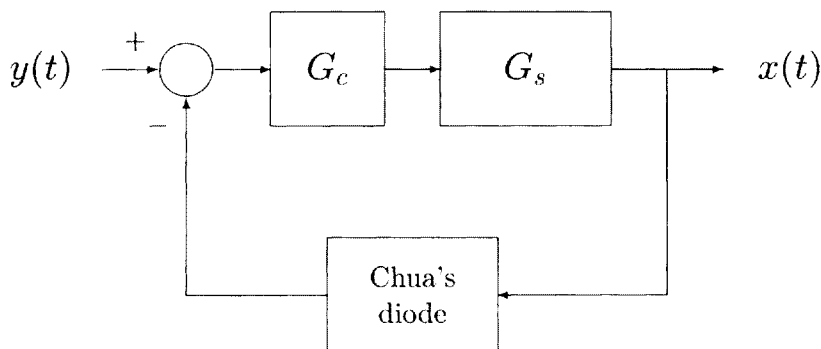 +
y(t)
G_c
G_s
x(t)
−
Chua's
diode